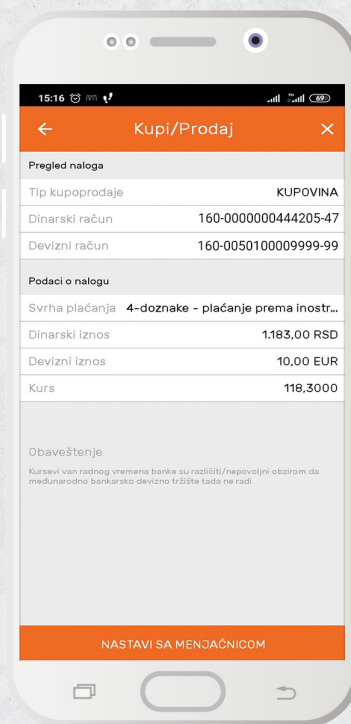 15:16 69
Kupi/Prodaj
Pregled naloga
Tip kupoprodaje KUPOVINA
Dinarski račun 160-0000000444205-47
Devizni račun 160-0050100009999-99
Podaci o nalogu
Svrha plaćanja 4-doznake - plaćanje prema inostr...
Dinarski iznos 1.183,00 RSD
Devizni iznos 10,00 EUR
Kurs 118,3000
Obaveštenje
Kursevi van radnog vremena banke su različiti/nepovoljni obzirom da
međunarodno bankarsko devizno tržište tada ne radi
NASTAVI SA MENJAČNICOM